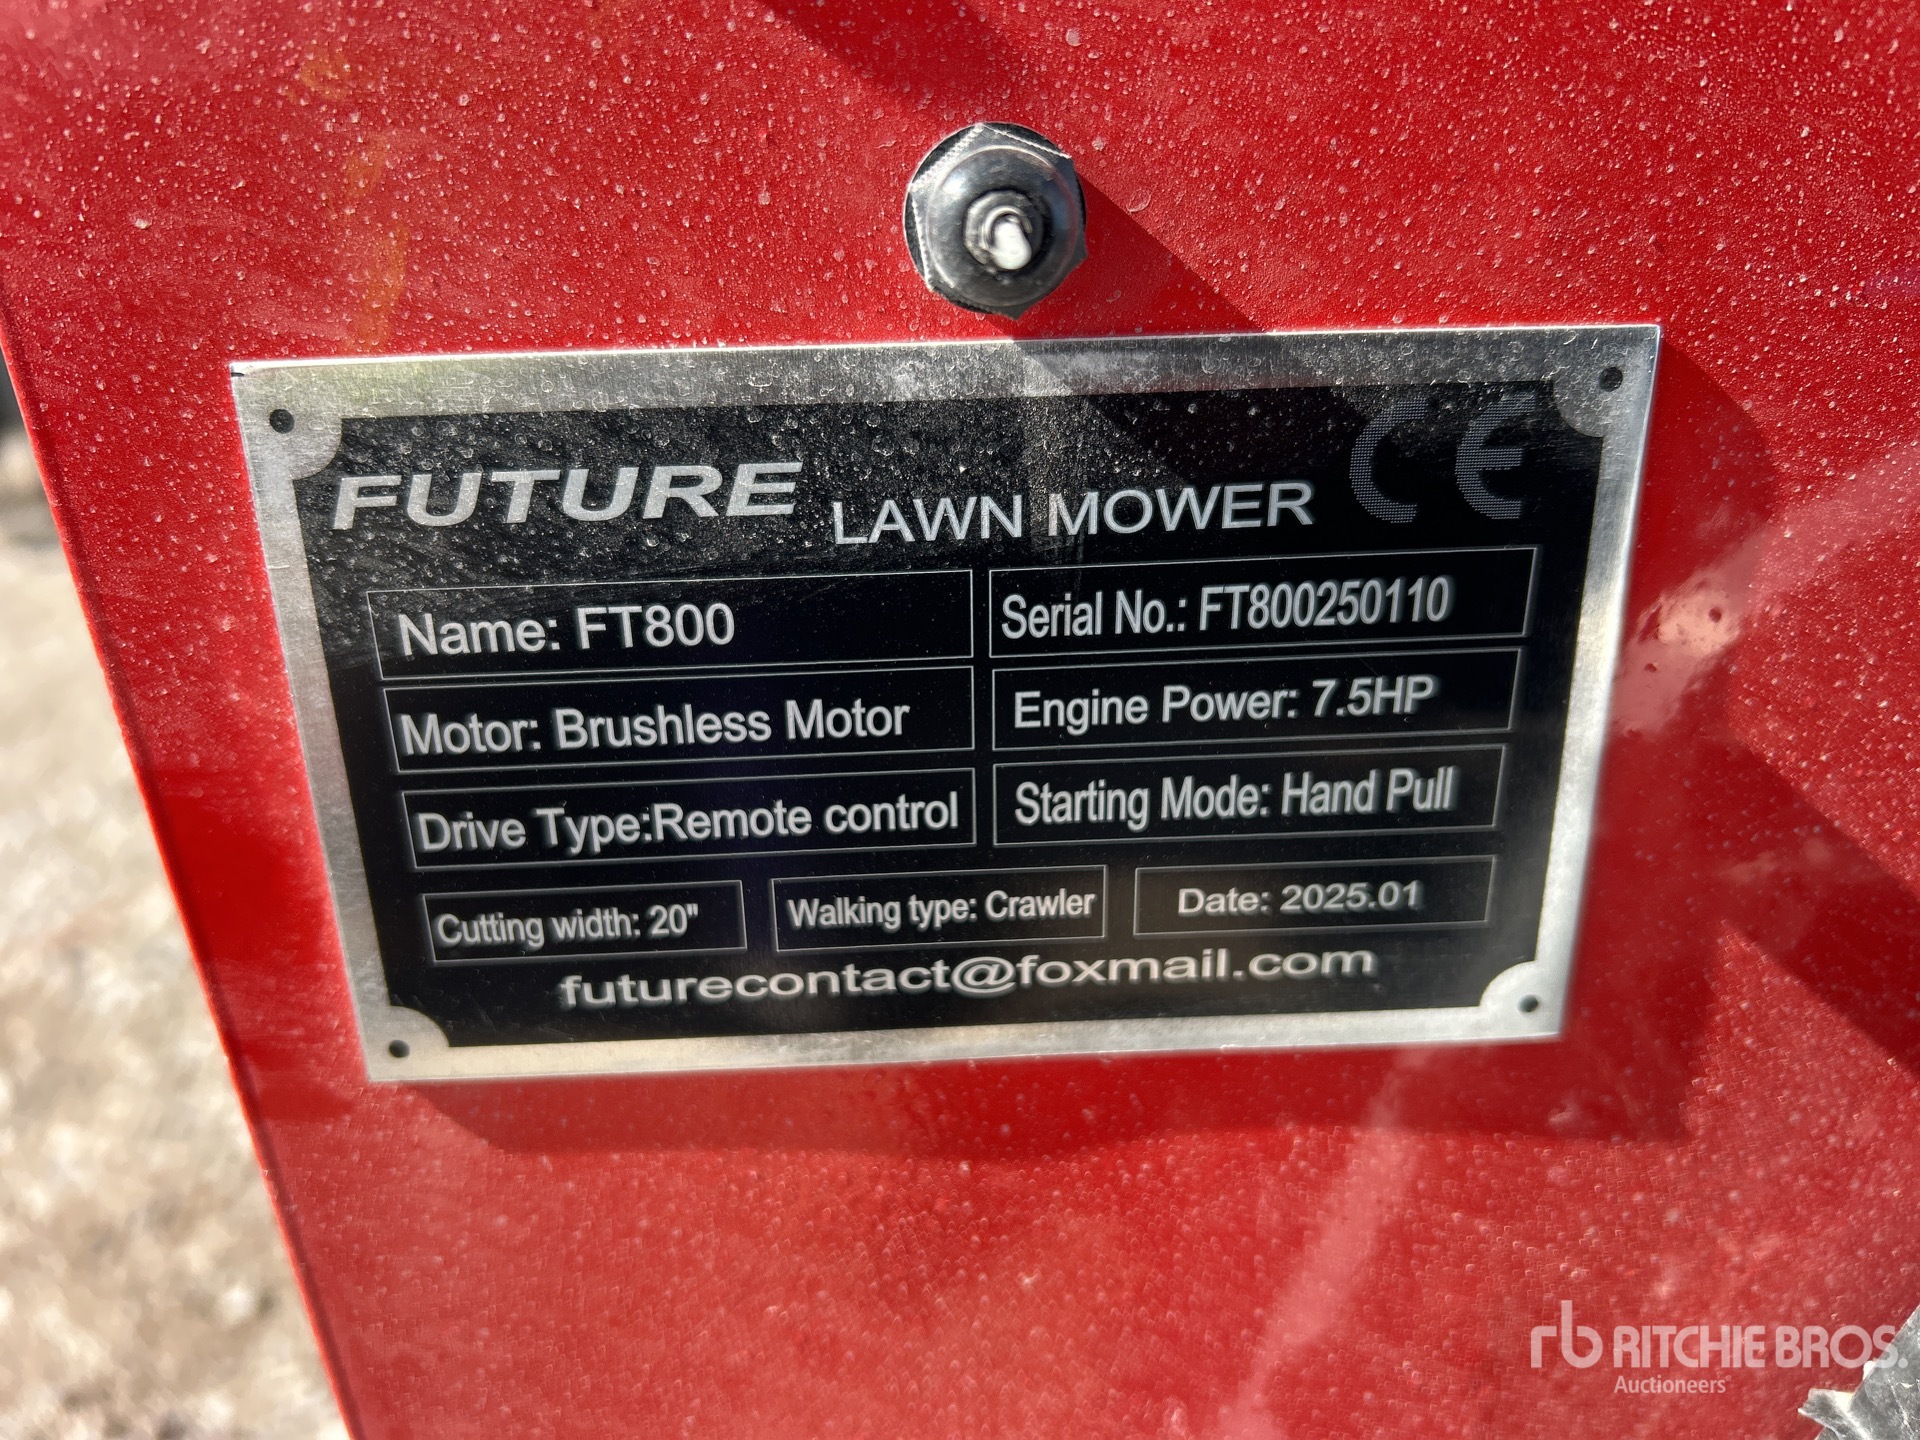 FUTURE LAWN MOWER CE
Name: FT800 Serial No.: FT800250110
Motor: Brushless Motor Engine Power: 7.5HP
Drive Type:Remote control Starting Mode: Hand Pull
Cutting width: 20" Walking type: Crawler Date: 2025.01
futurecontact@foxmail.com
rb RITCHIE BROS.
Auctioneers